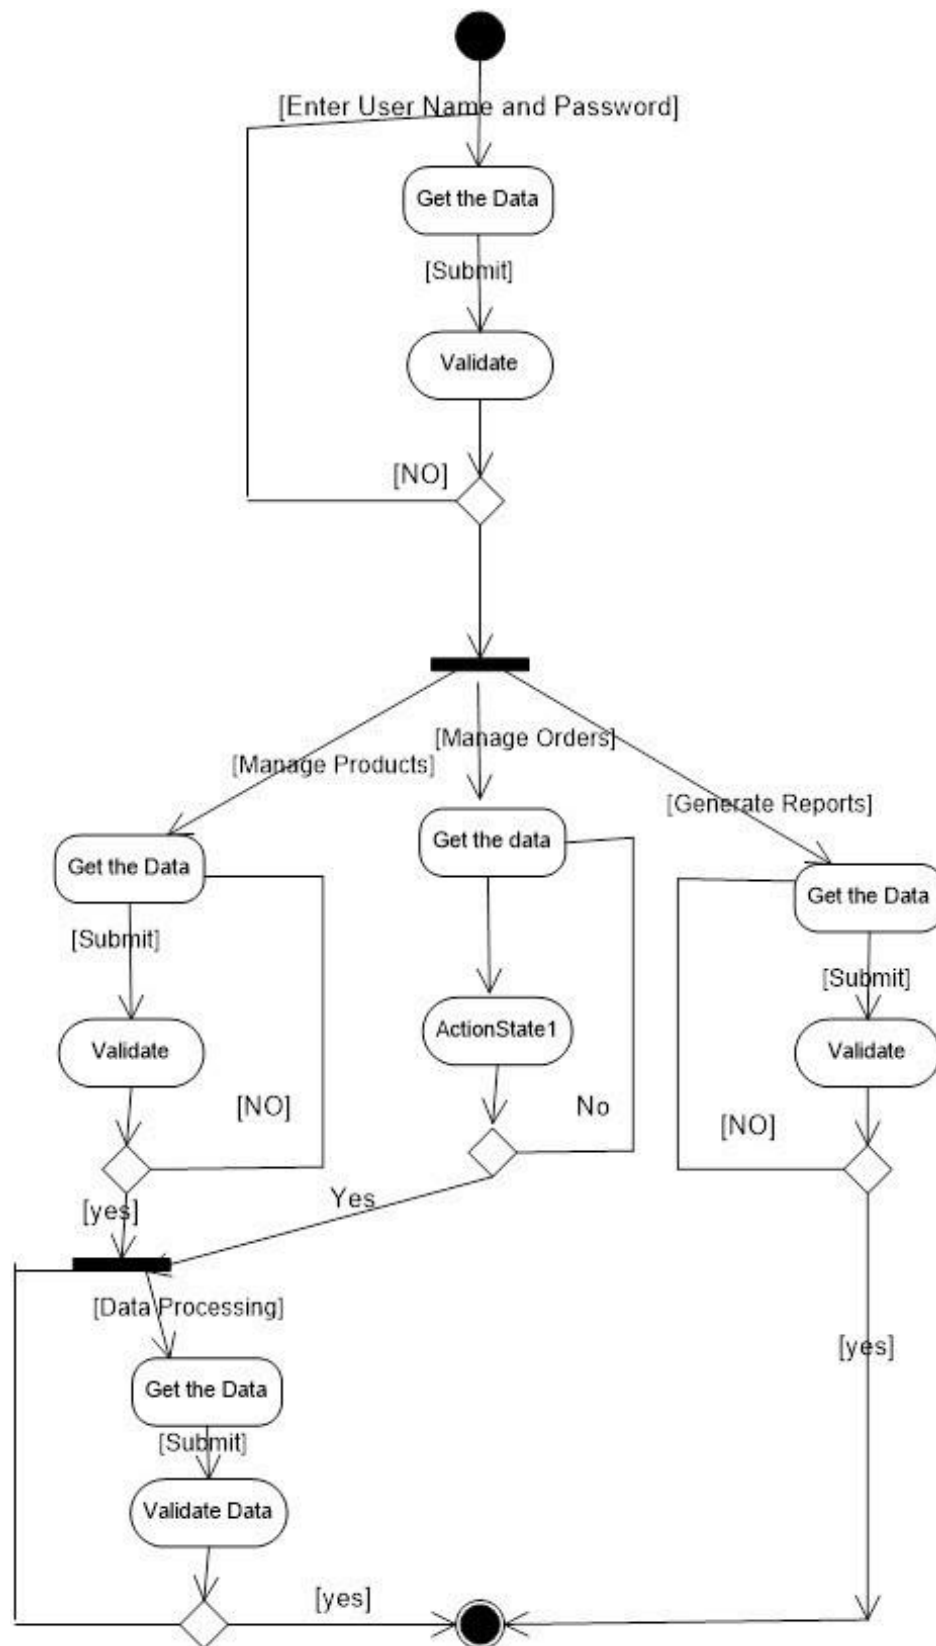 [Enter User Name and Password]
Get the Data
[Submit]
Validate
[NO]
[Manage Products]
[Manage Orders]
[Generate Reports]
Get the Data
[Submit]
Validate
[NO]
[yes]
Get the data
ActionState1
No
Yes
Get the Data
[Submit]
Validate
[NO]
[yes]
[Data Processing]
Get the Data
[Submit]
Validate Data
[yes]